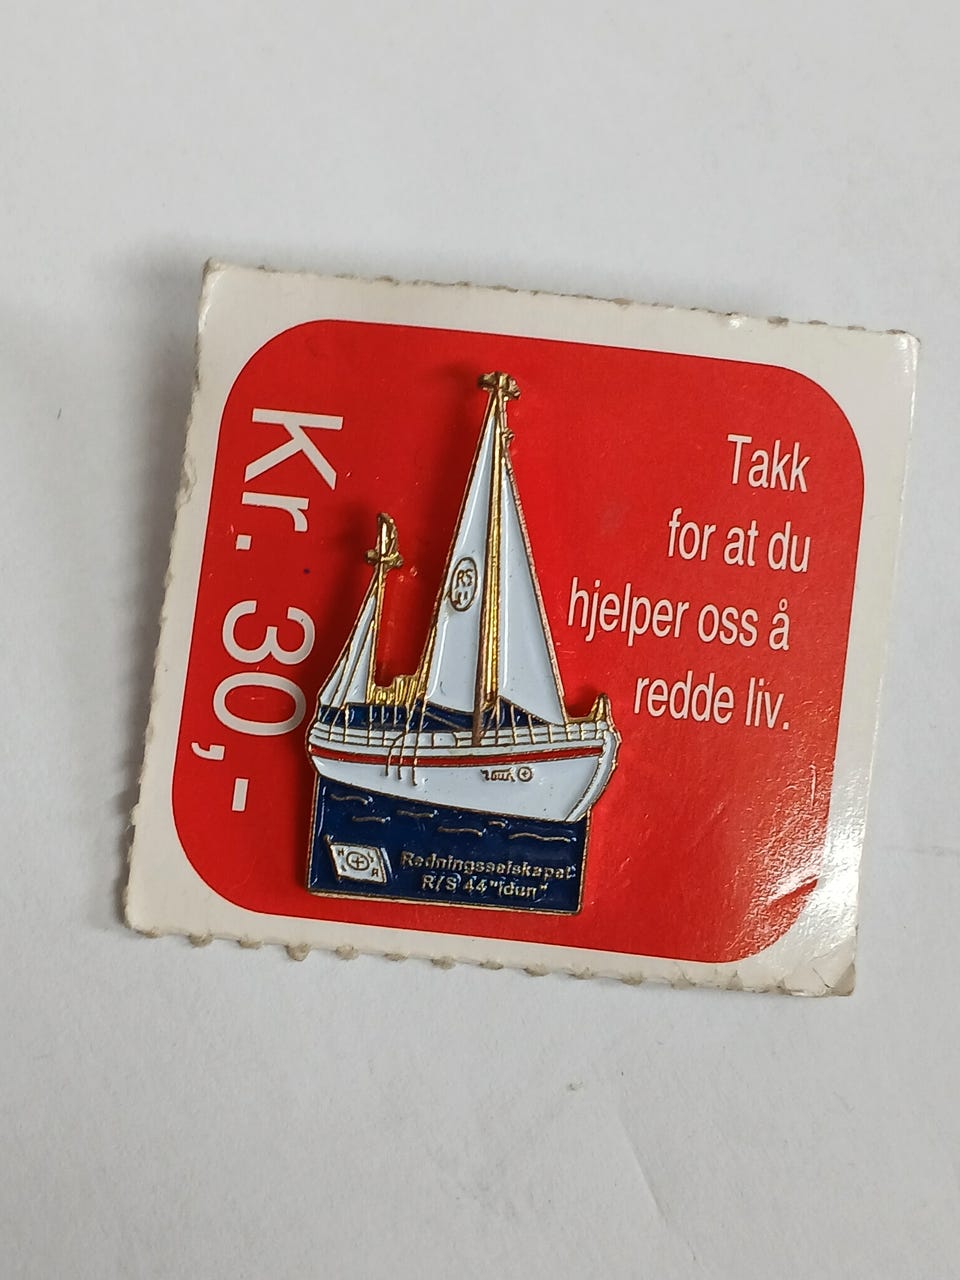 Kr. 30,-
Takk
for at du
hjelper oss å
redde liv.
RS
Redningsselskapet
R/S 44 "Idun"